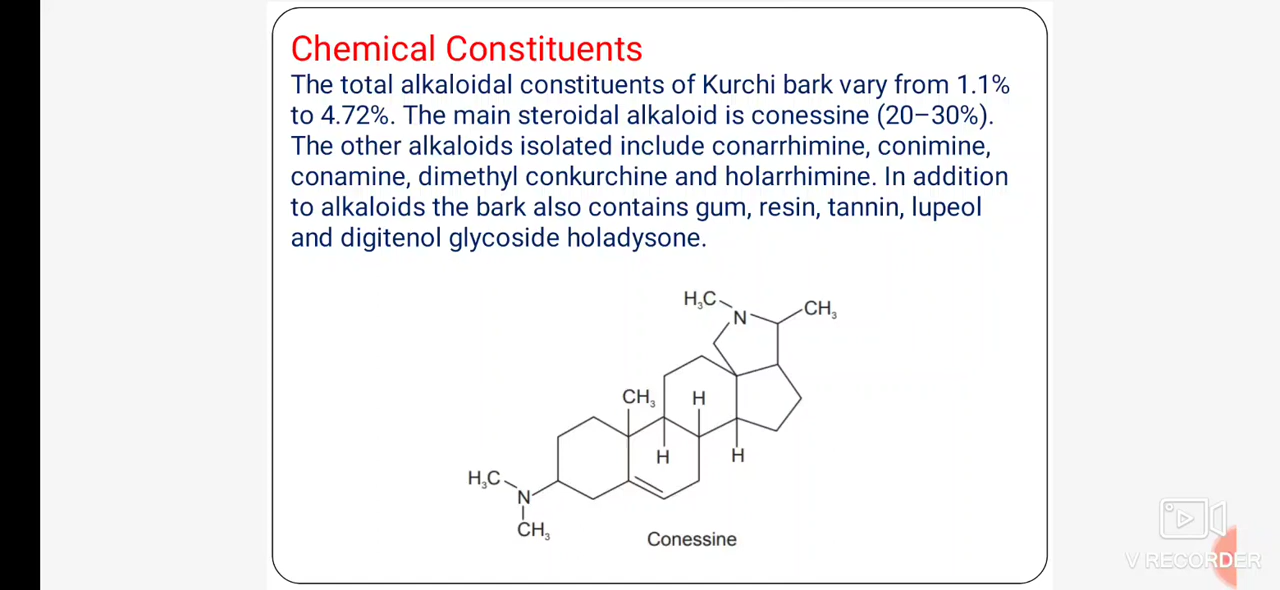 Chemical Constituents
The total alkaloidal constituents of Kurchi bark vary from 1.1%
to 4.72%. The main steroidal alkaloid is conessine (20–30%).
The other alkaloids isolated include conarrhimine, conimine,
conamine, dimethyl conkurchine and holarrhimine. In addition
to alkaloids the bark also contains gum, resin, tannin, lupeol
and digitenol glycoside holadysone.
H₃C
N
CH₃
CH₃
H
H
H
H₃C
N
CH₃
Conessine
V RECORDER